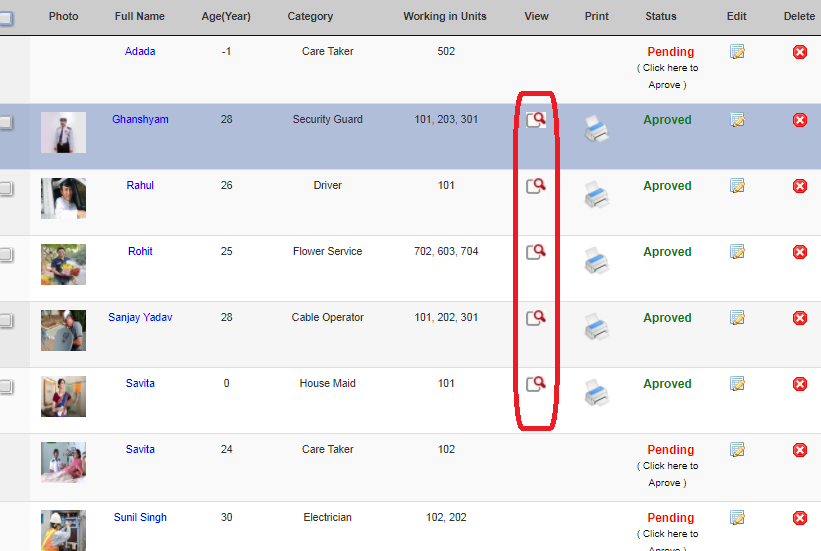 Photo Full Name Age(Year) Category Working in Units View Print Status Edit Delete
Adada -1 Care Taker 502 Pending
( Click here to
Aprove )
Ghanshyam 28 Security Guard 101, 203, 301 Aproved
Rahul 26 Driver 101 Aproved
Rohit 25 Flower Service 702, 603, 704 Aproved
Sanjay Yadav 28 Cable Operator 101, 202, 301 Aproved
Savita 0 House Maid 101 Aproved
Savita 24 Care Taker 102 Pending
( Click here to
Aprove )
Sunil Singh 30 Electrician 102, 202 Pending
( Click here to
Aprove )